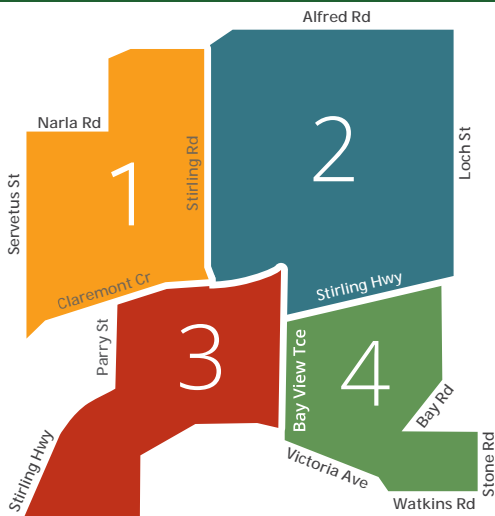 Alfred Rd
Narla Rd
1
2
Stirling Rd
Loch St
Servetus St
Claremont Cr
Stirling Hwy
Parry St
3
Bay View Tce
4
Bay Rd
Stirling Hwy
Victoria Ave
Stone Rd
Watkins Rd